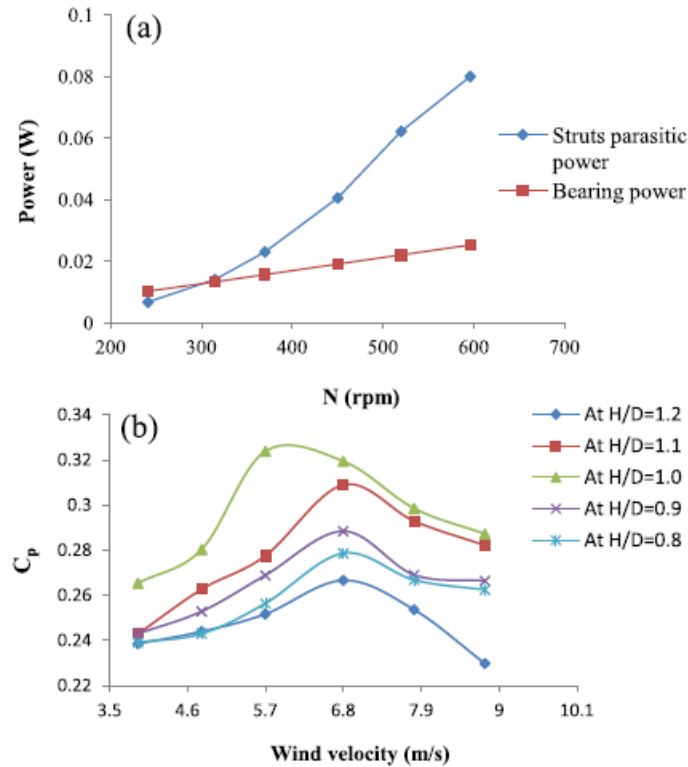 (a)
Power (W)
0.1
0.08
0.06
0.04
0.02
0
200 300 400 500 600 700
N (rpm)
Struts parasitic
power
Bearing power
(b)
C_p
0.34
0.32
0.3
0.28
0.26
0.24
0.22
3.5 4.6 5.7 6.8 7.9 9 10.1
Wind velocity (m/s)
At H/D=1.2
At H/D=1.1
At H/D=1.0
At H/D=0.9
At H/D=0.8